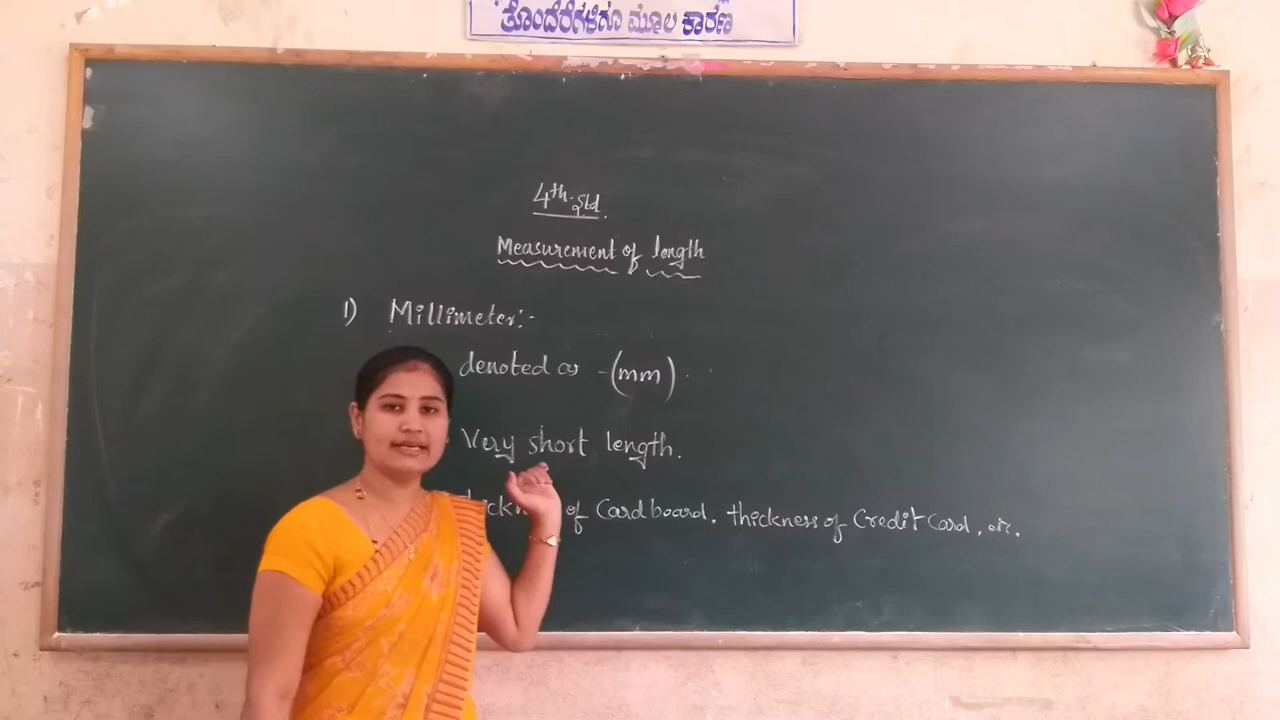 ತೊಂದರೆಗಳಿಗೂ ಮೂಲ ಕಾರಣ
4th Std.
Measurement of length
1) Millimeter:-
denoted as - (mm)
Very short length.
of Cardboard, thickness of Credit Card, etc.